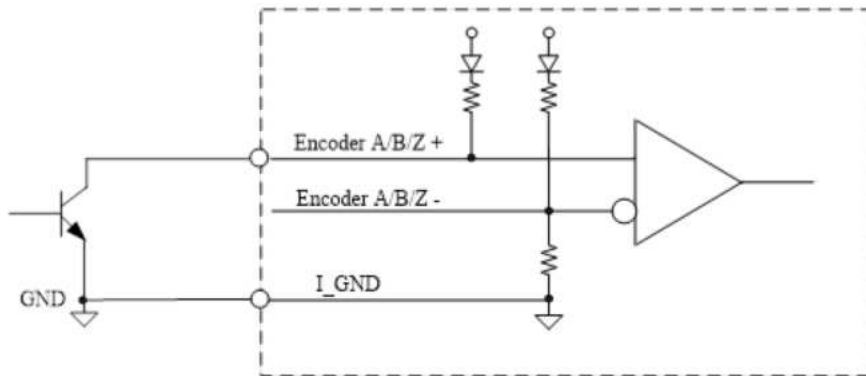 Encoder A/B/Z +
Encoder A/B/Z -
GND
I_GND